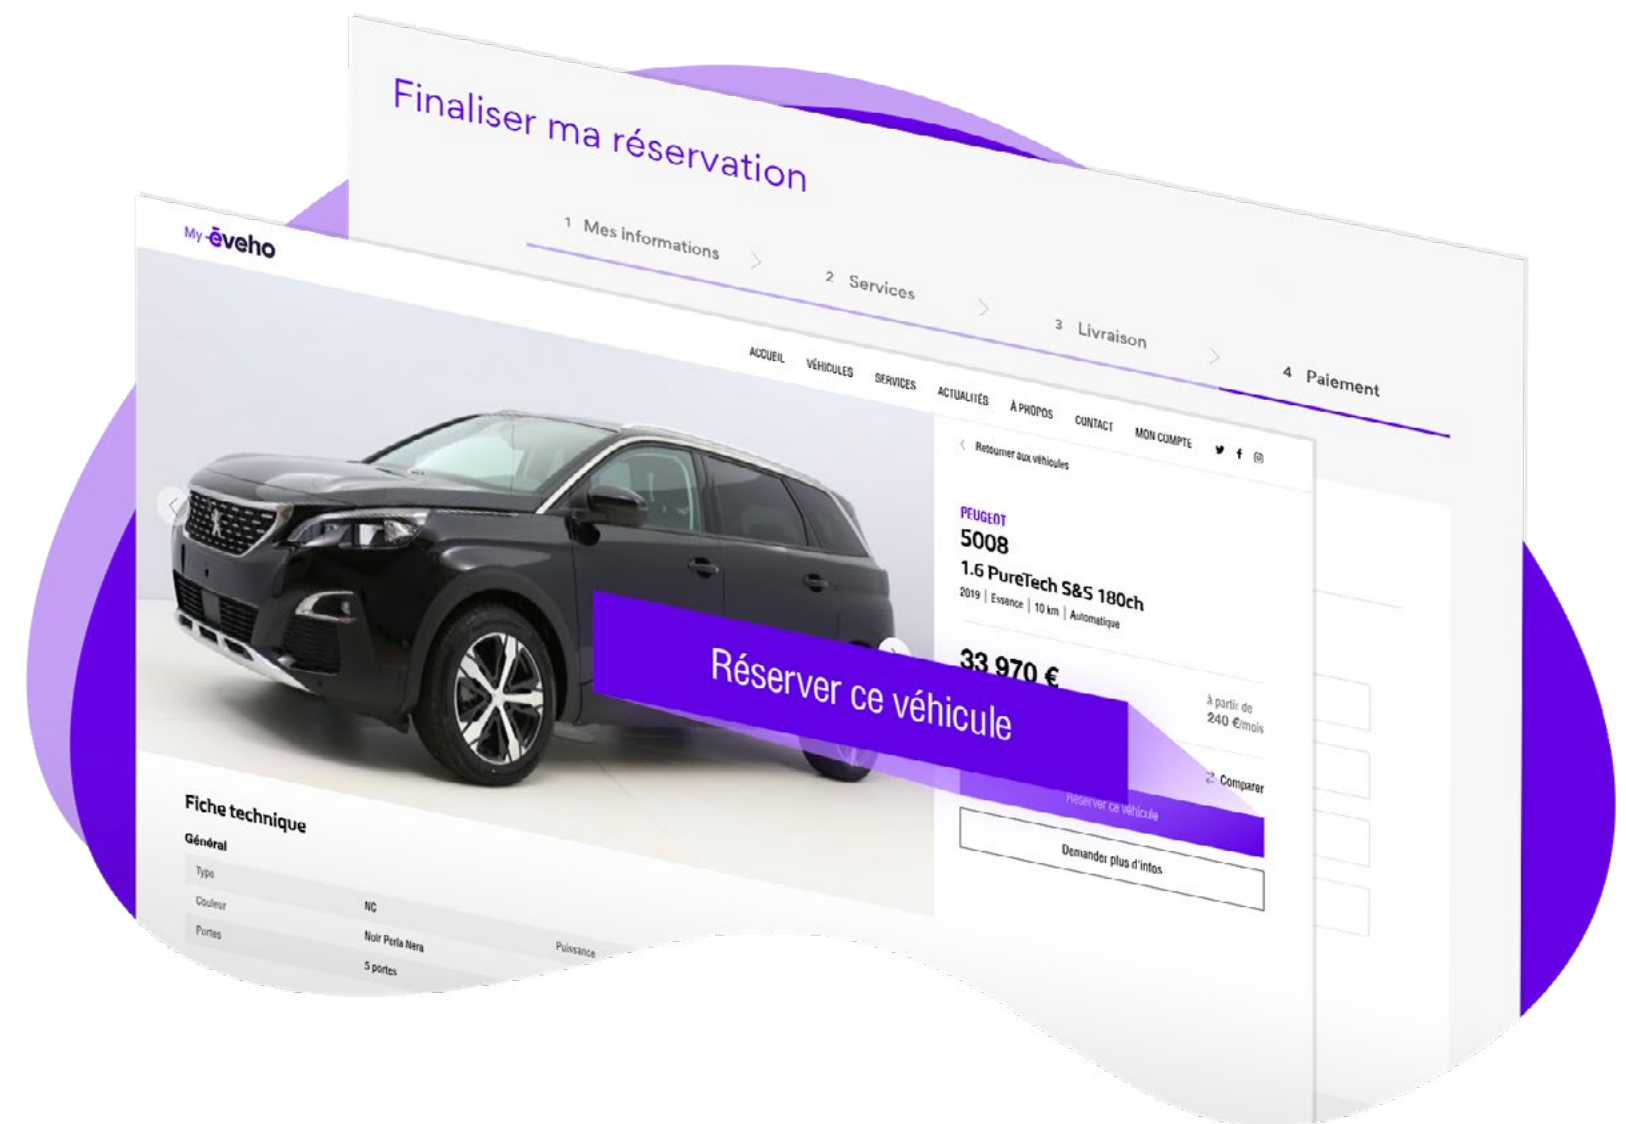 Finaliser ma réservation
1 Mes informations
2 Services
3 Livraison
4 Paiement
My ēveho
ACCUEIL VÉHICULES SERVICES ACTUALITÉS À PROPOS CONTACT MON COMPTE
Retourner aux véhicules
PEUGEOT
5008
1.6 PureTech S&S 180ch
2019 | Essence | 10 km | Automatique
33 970 €
à partir de
240 €/mois
Réserver ce véhicule
Comparer
Réserver ce véhicule
Demander plus d'infos
Fiche technique
Général
Type
NC
Couleur
Noir Perla Nera
Puissance
Portes
5 portes